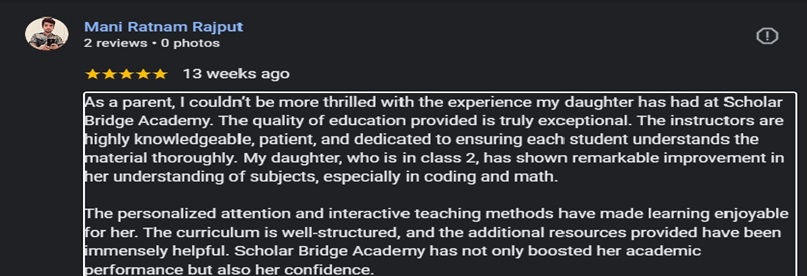 Mani Ratnam Rajput
2 reviews • 0 photos
★★★★★ 13 weeks ago
As a parent, I couldn't be more thrilled with the experience my daughter has had at Scholar
Bridge Academy. The quality of education provided is truly exceptional. The instructors are
highly knowledgeable, patient, and dedicated to ensuring each student understands the
material thoroughly. My daughter, who is in class 2, has shown remarkable improvement in
her understanding of subjects, especially in coding and math.
The personalized attention and interactive teaching methods have made learning enjoyable
for her. The curriculum is well-structured, and the additional resources provided have been
immensely helpful. Scholar Bridge Academy has not only boosted her academic
performance but also her confidence.